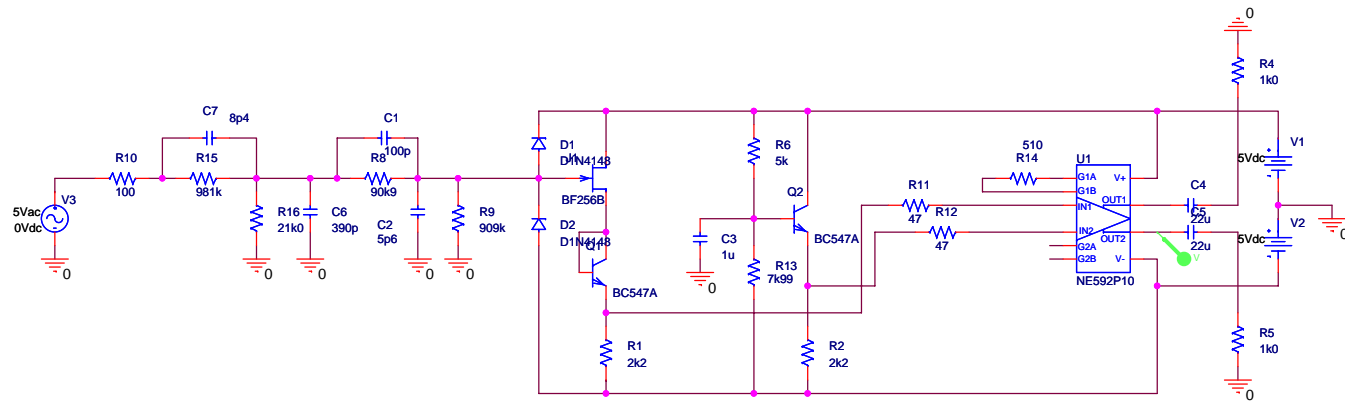 0
R4
1k0
C7
8p4
C1
100p
R10
100
R15
981k
R8
90k9
V3
5Vac
0Vdc
0
R16
21k0
0
C6
390p
0
C2
5p6
0
R9
909k
0
D1
D1N4148
J1
BF256B
D2
D1N4148
Q1
BC547A
R1
2k2
R6
5k
C3
1u
0
R13
7k99
Q2
BC547A
R2
2k2
R11
47
R12
47
510
R14
U1
G1A
G1B
IN1
IN2
G2A
G2B
V+
OUT1
OUT2
V-
NE592P10
C4
22u
C5
22u
V
V1
5Vdc
V2
5Vdc
0
R5
1k0
0